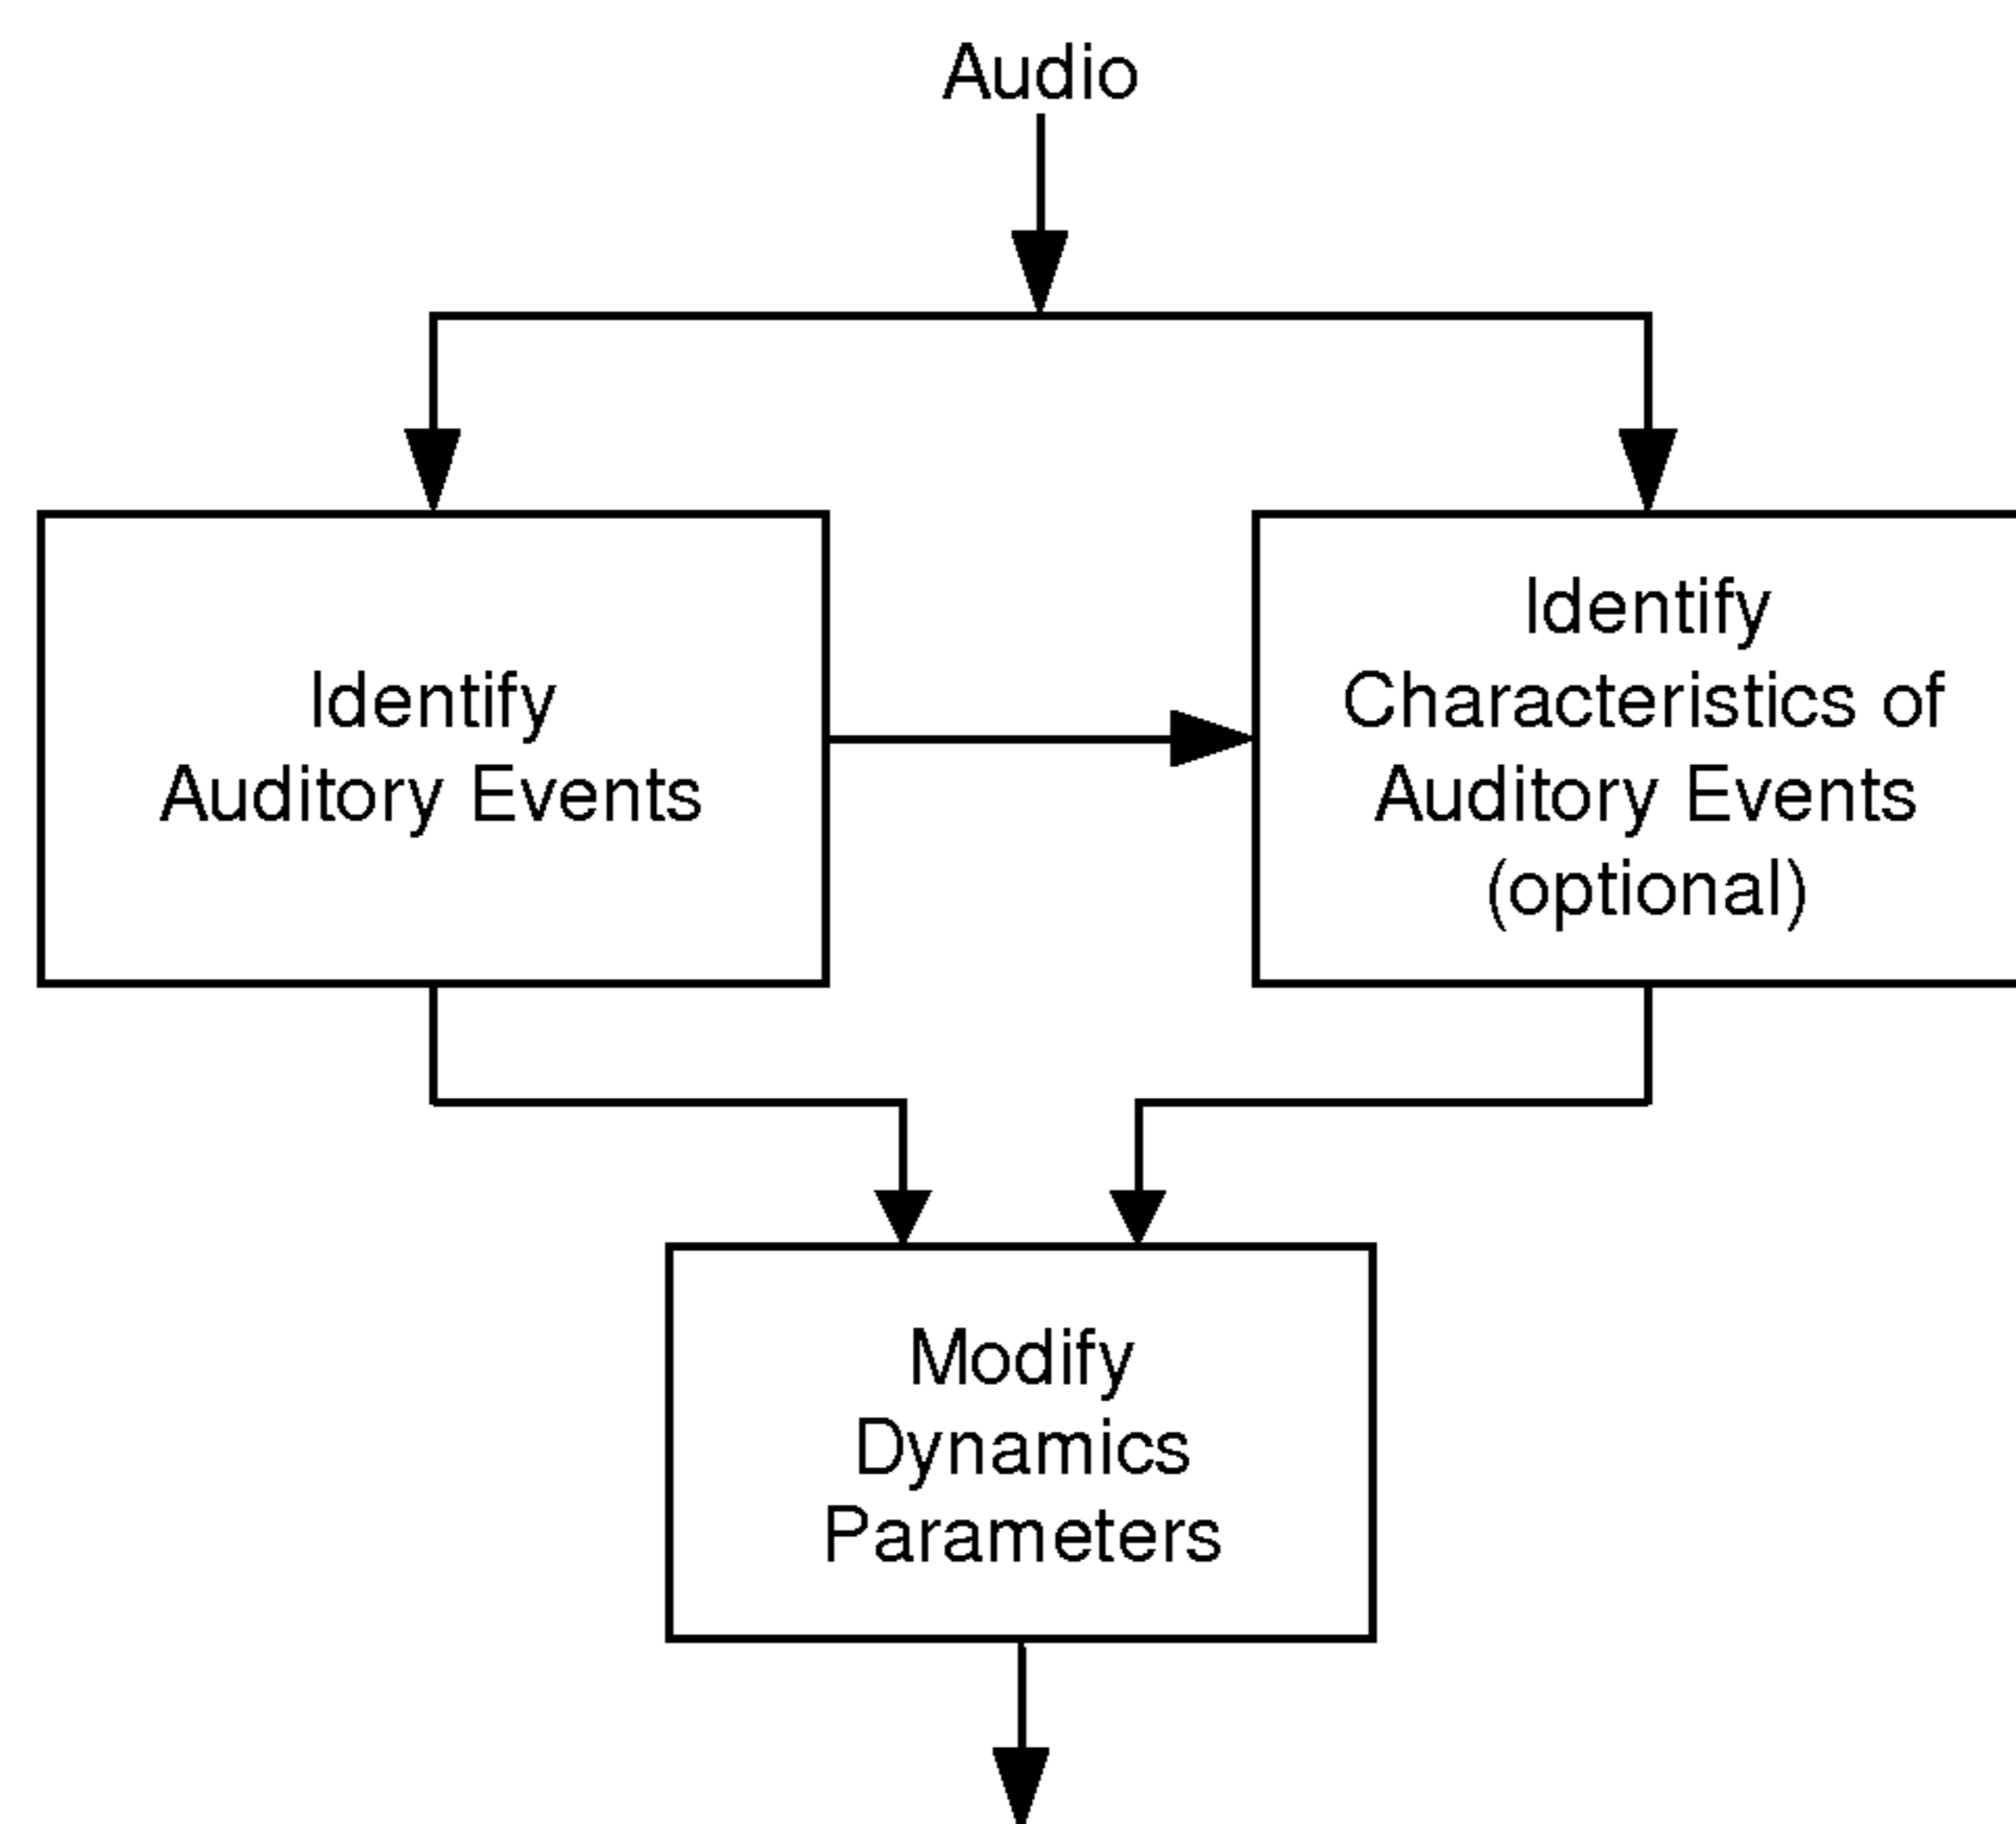 Audio
Identify
Auditory Events
Identify
Characteristics of
Auditory Events
(optional)
Modify
Dynamics
Parameters